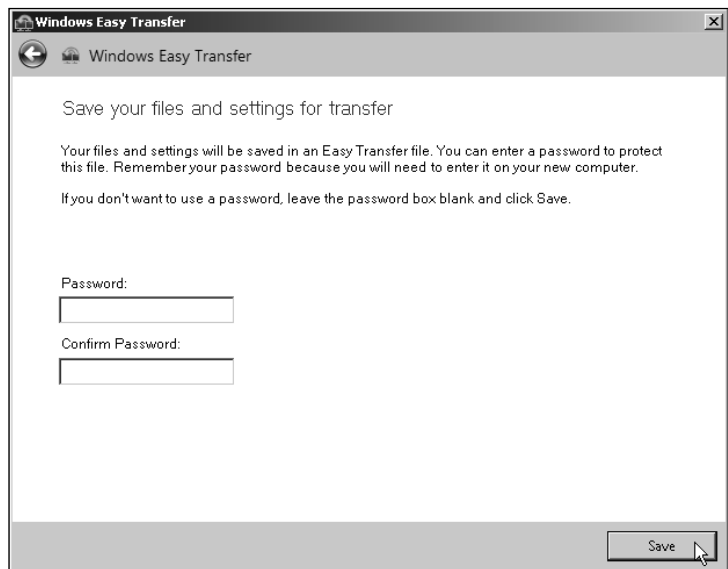 Windows Easy Transfer
Windows Easy Transfer
Save your files and settings for transfer
Your files and settings will be saved in an Easy Transfer file. You can enter a password to protect
this file. Remember your password because you will need to enter it on your new computer.
If you don't want to use a password, leave the password box blank and click Save.
Password:
Confirm Password:
Save